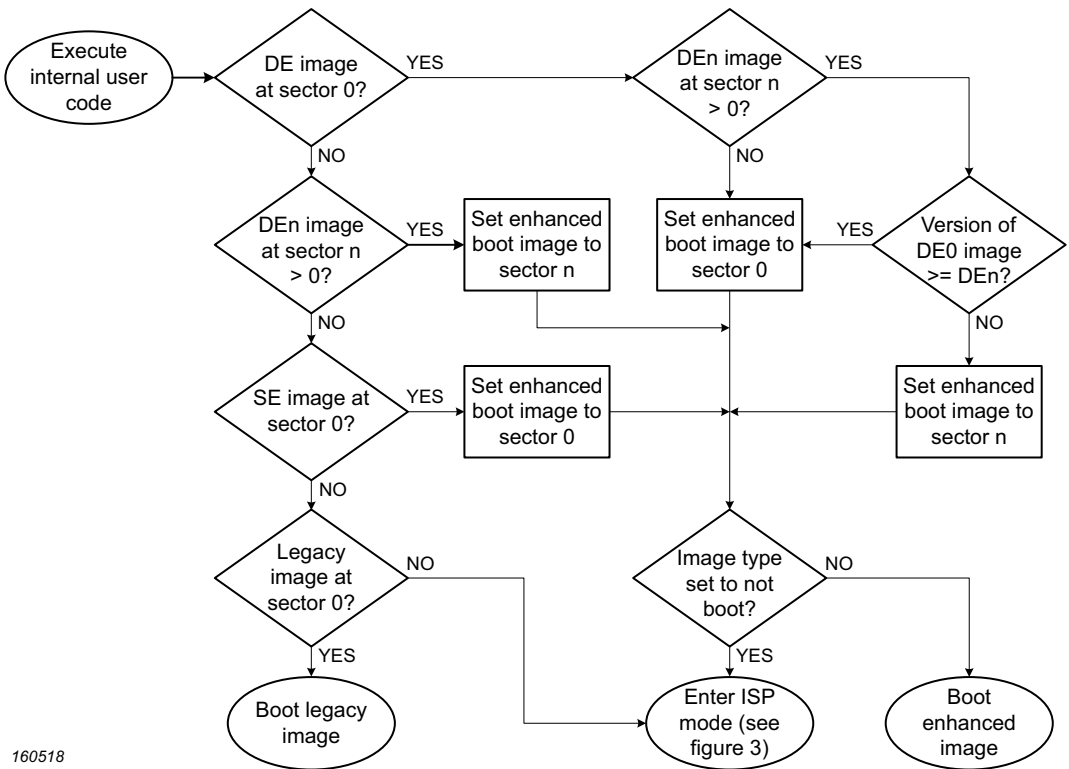 Execute
internal user
code
DE image
at sector 0?
YES
DEn image
at sector n
> 0?
YES
NO
NO
DEn image
at sector n
> 0?
YES
Set enhanced
boot image to
sector n
Set enhanced
boot image to
sector 0
YES
Version of
DE0 image
>= DEn?
NO
NO
SE image at
sector 0?
YES
Set enhanced
boot image to
sector 0
Set enhanced
boot image to
sector n
NO
Legacy
image at
sector 0?
NO
Image type
set to not
boot?
NO
YES
YES
Boot legacy
image
Enter ISP
mode (see
figure 3)
Boot
enhanced
image
160518